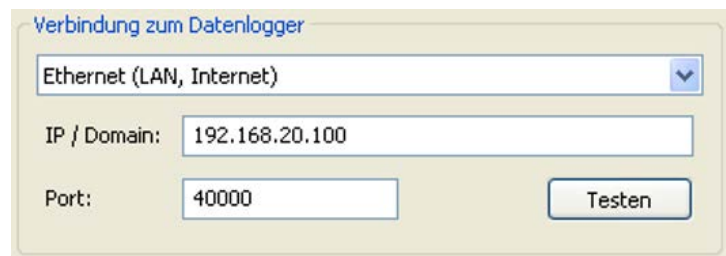 Verbindung zum Datenlogger
Ethernet (LAN, Internet)
IP / Domain: 192.168.20.100
Port: 40000 Testen